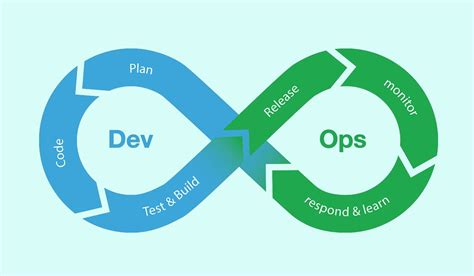 Plan
Code
Dev
Test & Build
Release
monitor
Ops
respond & learn